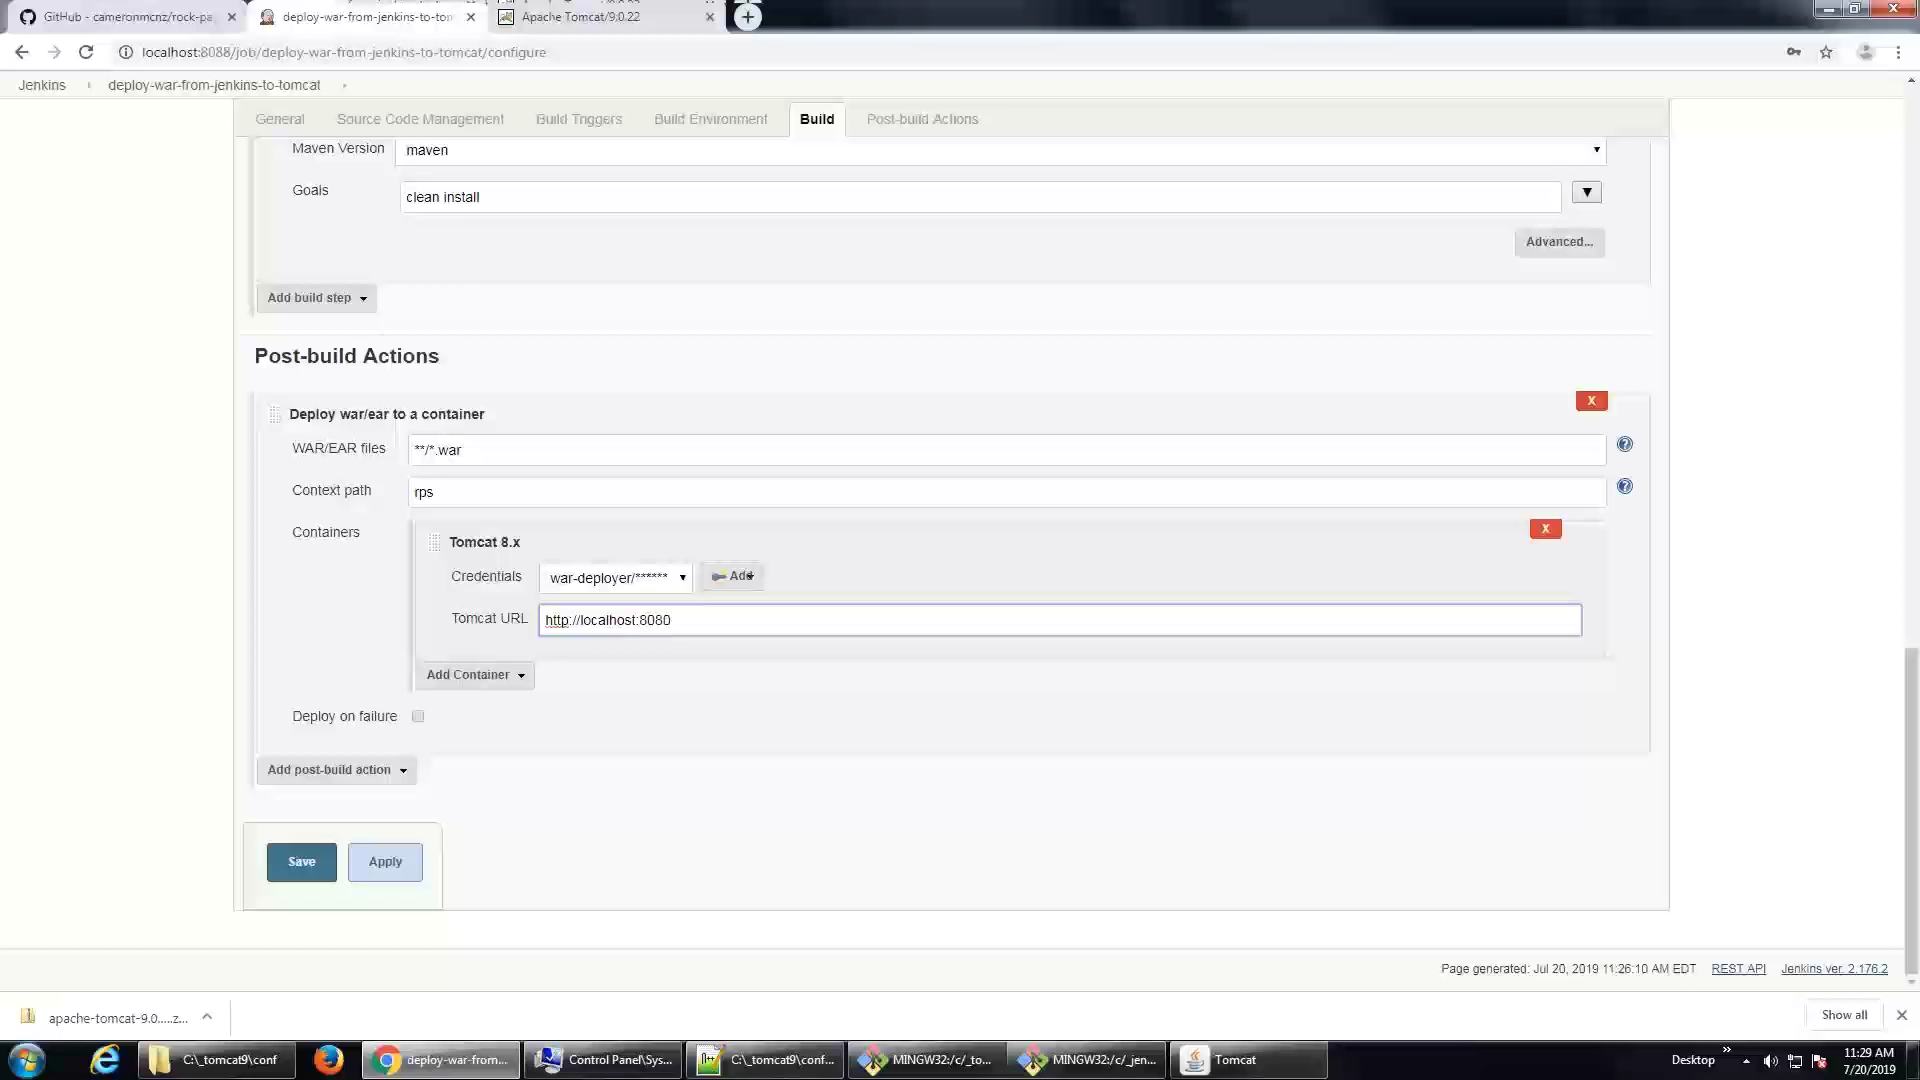 GitHub - cameronmcnz/rock-pa
deploy-war-from-jenkins-to-tom
Apache Tomcat/9.0.22
localhost:8088/job/deploy-war-from-jenkins-to-tomcat/configure
Jenkins
deploy-war-from-jenkins-to-tomcat
General
Source Code Management
Build Triggers
Build Environment
Build
Post-build Actions
Maven Version
maven
Goals
clean install
Advanced...
Add build step
Post-build Actions
X
Deploy war/ear to a container
WAR/EAR files
**/*.war
Context path
rps
Containers
X
Tomcat 8.x
Credentials
war-deployer/******
Add
Tomcat URL
http://localhost:8080
Add Container
Deploy on failure
Add post-build action
Save
Apply
Page generated: Jul 20, 2019 11:26:10 AM EDT
REST API
Jenkins ver. 2.176.2
apache-tomcat-9.0.....z...
Show all
C:\_tomcat9\conf
deploy-war-from...
Control Panel\Sys...
C:\_tomcat9\conf...
MINGW32:/c/_to...
MINGW32:/c/_jen...
Tomcat
Desktop
11:29 AM
7/20/2019